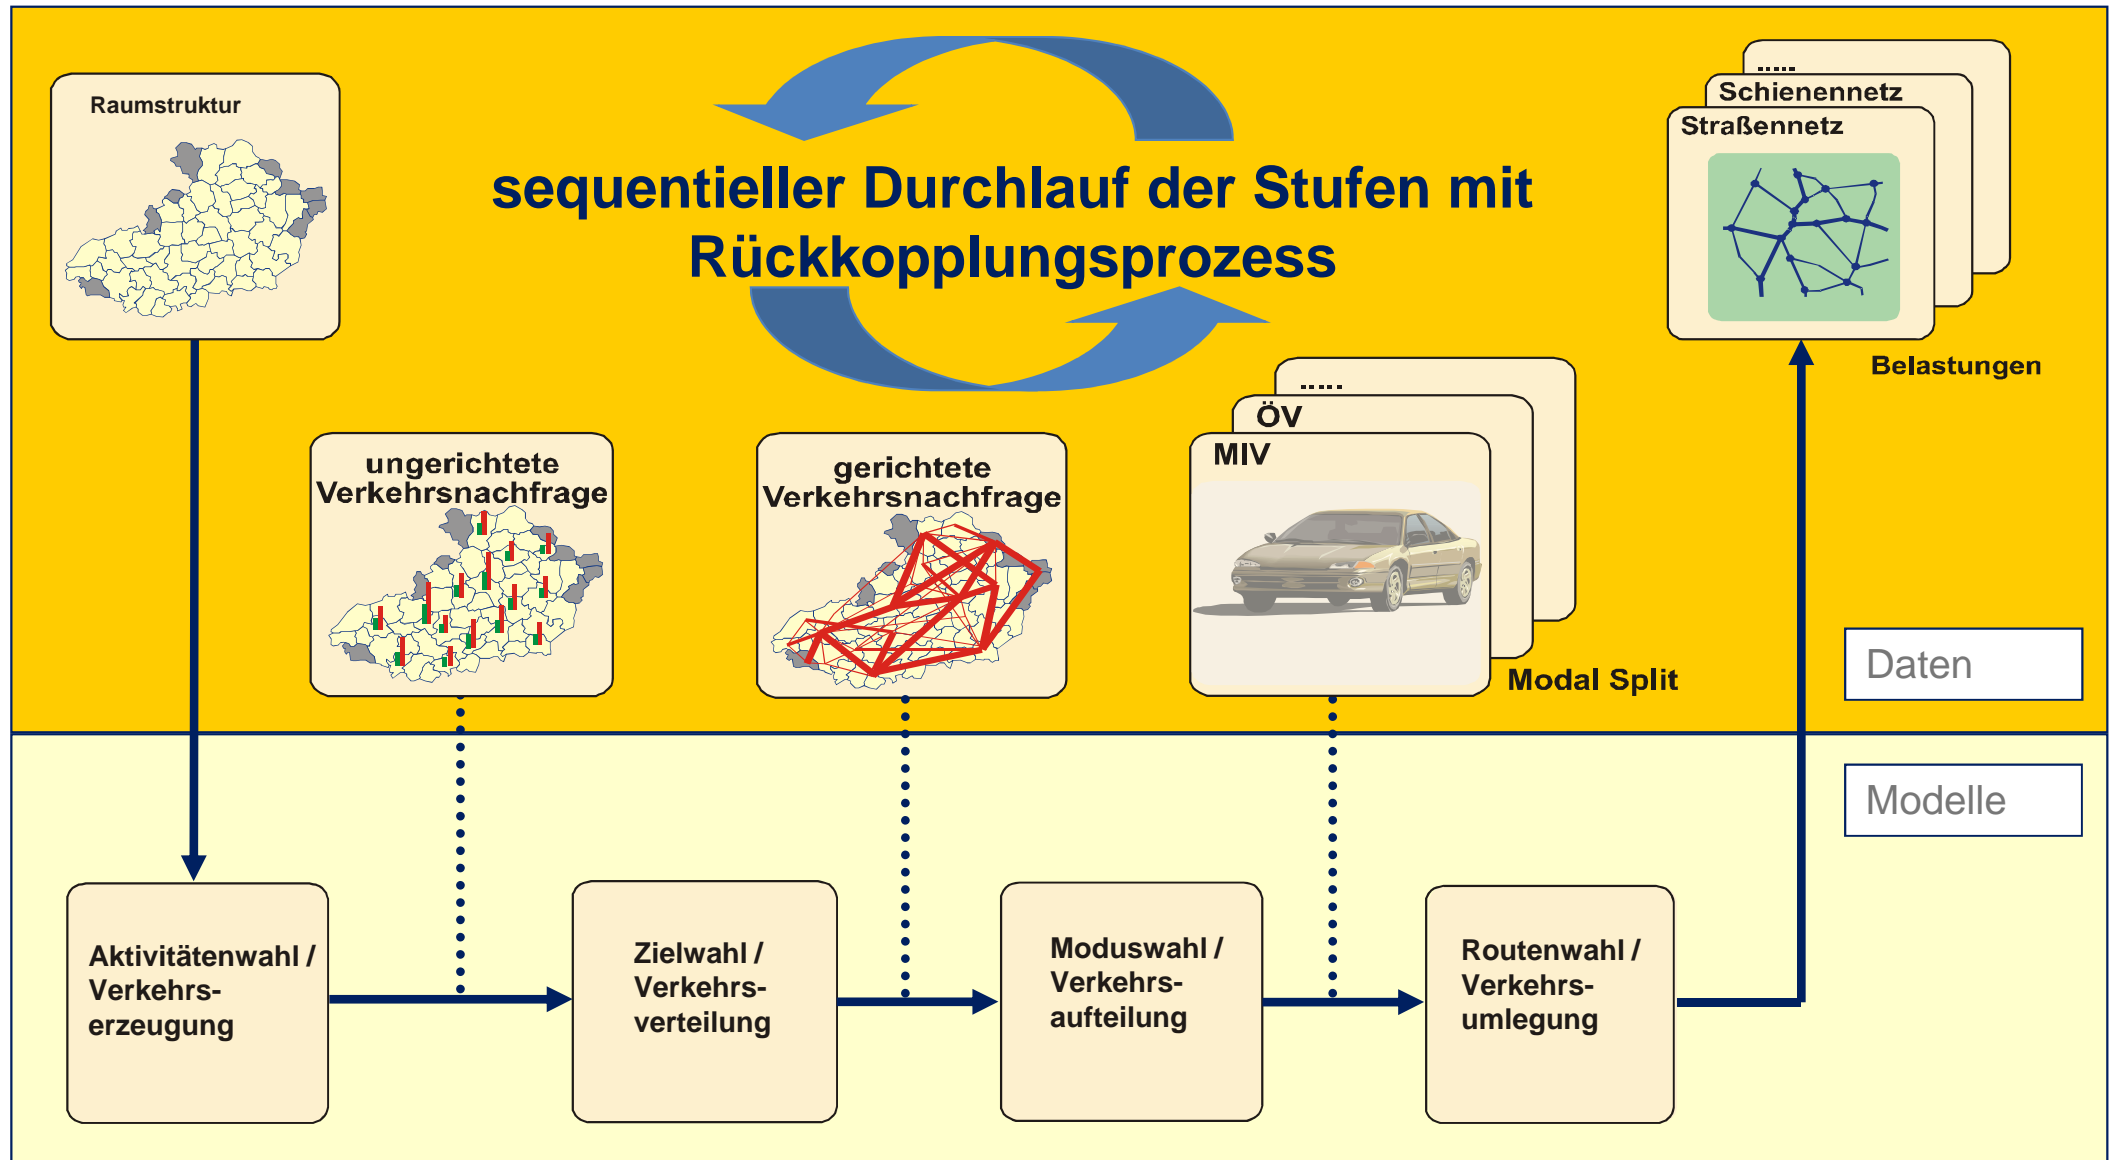 Raumstruktur
sequentieller Durchlauf der Stufen mit
Rückkopplungsprozess
.....
Schienennetz
Straßennetz
Belastungen
ungerichtete
Verkehrsnachfrage
gerichtete
Verkehrsnachfrage
.....
ÖV
MIV
Modal Split
Daten
Modelle
Aktivitätenwahl /
Verkehrs-
erzeugung
Zielwahl /
Verkehrs-
verteilung
Moduswahl /
Verkehrs-
aufteilung
Routenwahl /
Verkehrs-
umlegung